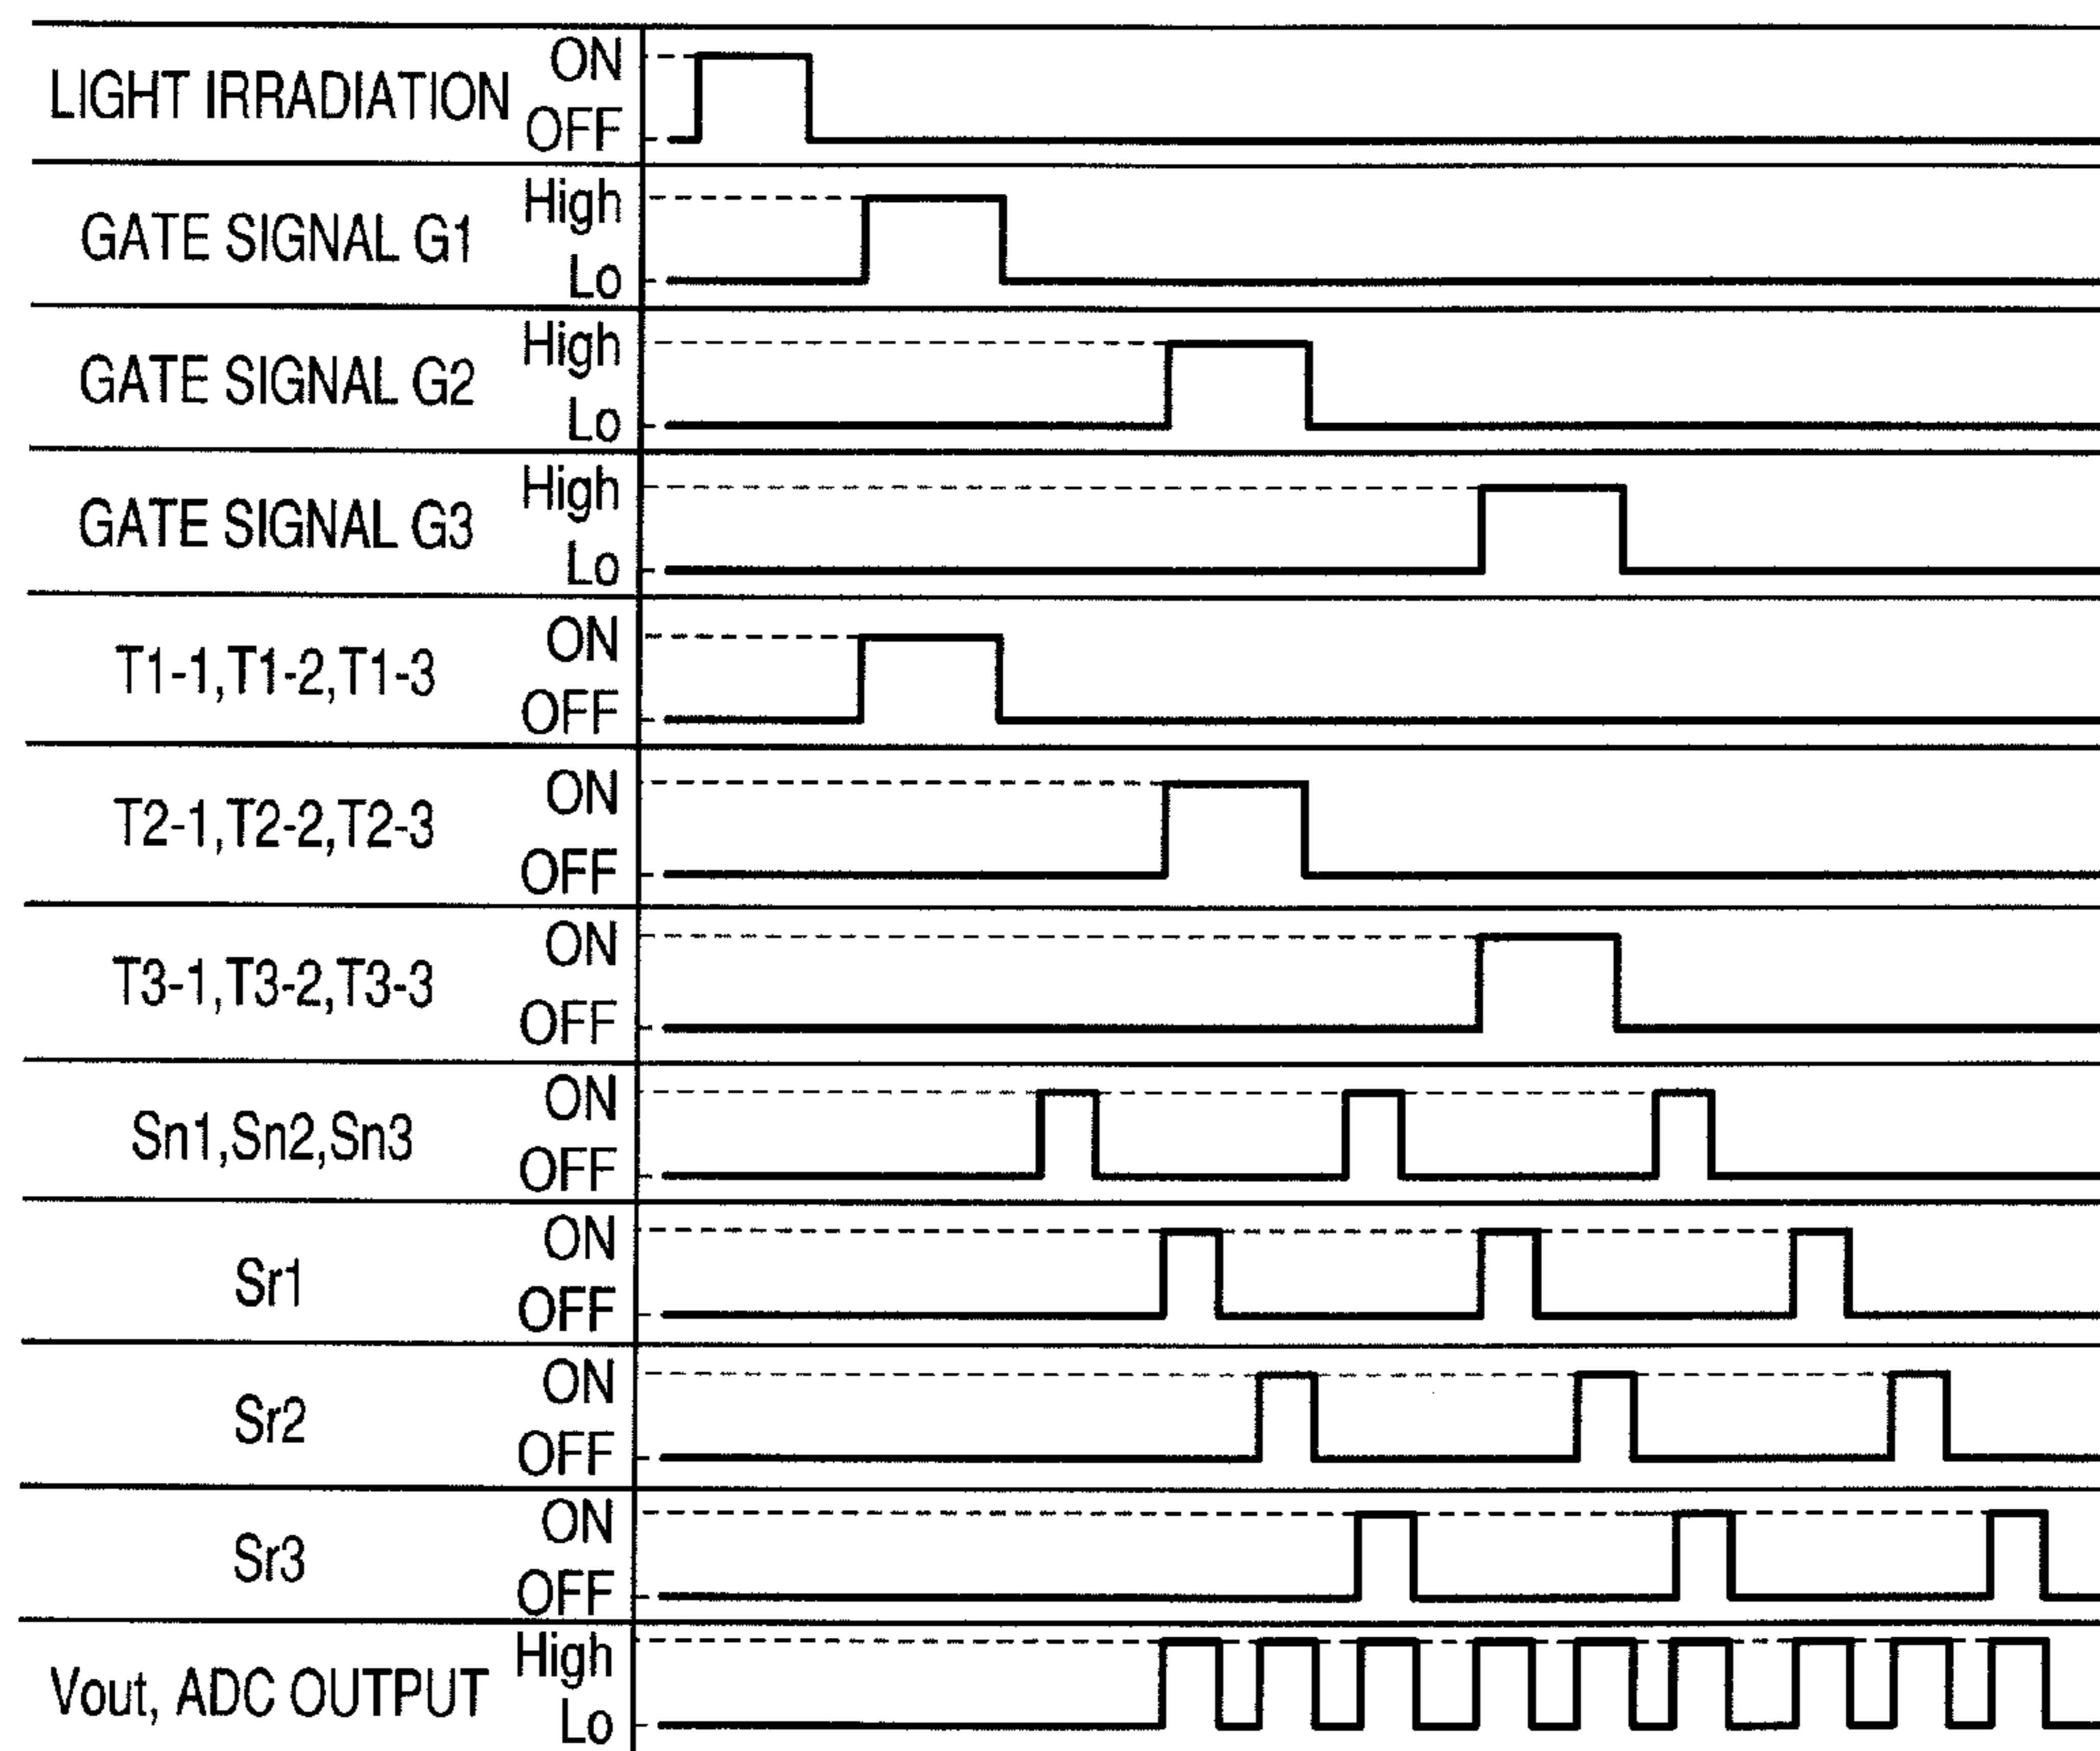 LIGHT IRRADIATION ON
OFF
GATE SIGNAL G1 High
Lo
GATE SIGNAL G2 High
Lo
GATE SIGNAL G3 High
Lo
T1-1,T1-2,T1-3 ON
OFF
T2-1,T2-2,T2-3 ON
OFF
T3-1,T3-2,T3-3 ON
OFF
Sn1,Sn2,Sn3 ON
OFF
Sr1 ON
OFF
Sr2 ON
OFF
Sr3 ON
OFF
Vout, ADC OUTPUT High
Lo